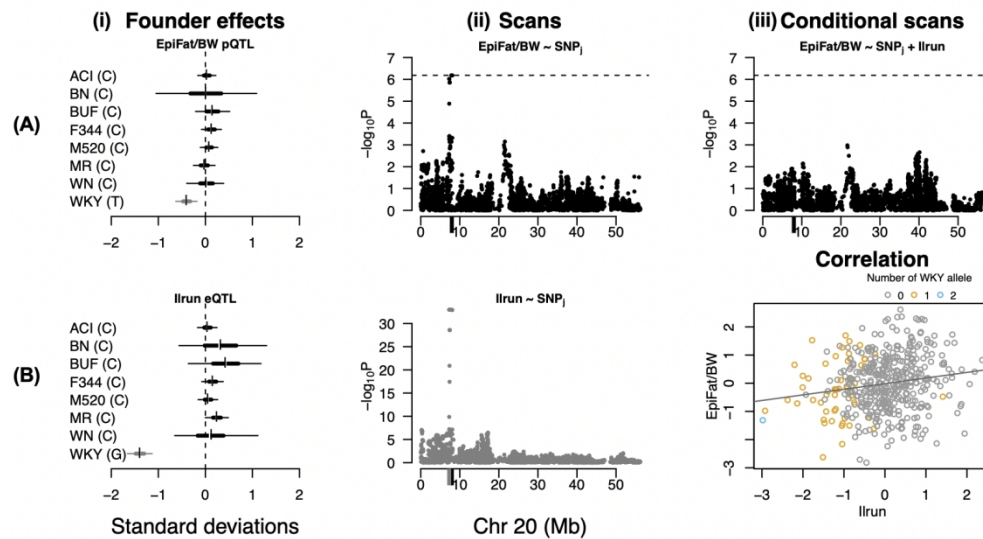 (i) Founder effects
(ii) Scans
(iii) Conditional scans
(A)
EpiFat/BW pQTL
ACI (C)
BN (C)
BUF (C)
F344 (C)
M520 (C)
MR (C)
WN (C)
WKY (T)
−2 −1 0 1 2
EpiFat/BW ~ SNPj
−log10P
7
6
5
4
3
2
1
0
0 10 20 30 40 50
EpiFat/BW ~ SNPj + Ilrun
−log10P
7
6
5
4
3
2
1
0
0 10 20 30 40 50
(B)
Ilrun eQTL
ACI (C)
BN (C)
BUF (C)
F344 (C)
M520 (C)
MR (C)
WN (C)
WKY (G)
−2 −1 0 1 2
Standard deviations
Ilrun ~ SNPj
−log10P
30
25
20
15
10
5
0
0 10 20 30 40 50
Chr 20 (Mb)
Correlation
Number of WKY allele
0 1 2
EpiFat/BW
2
1
0
−1
−3
−3 −2 −1 0 1 2
Ilrun